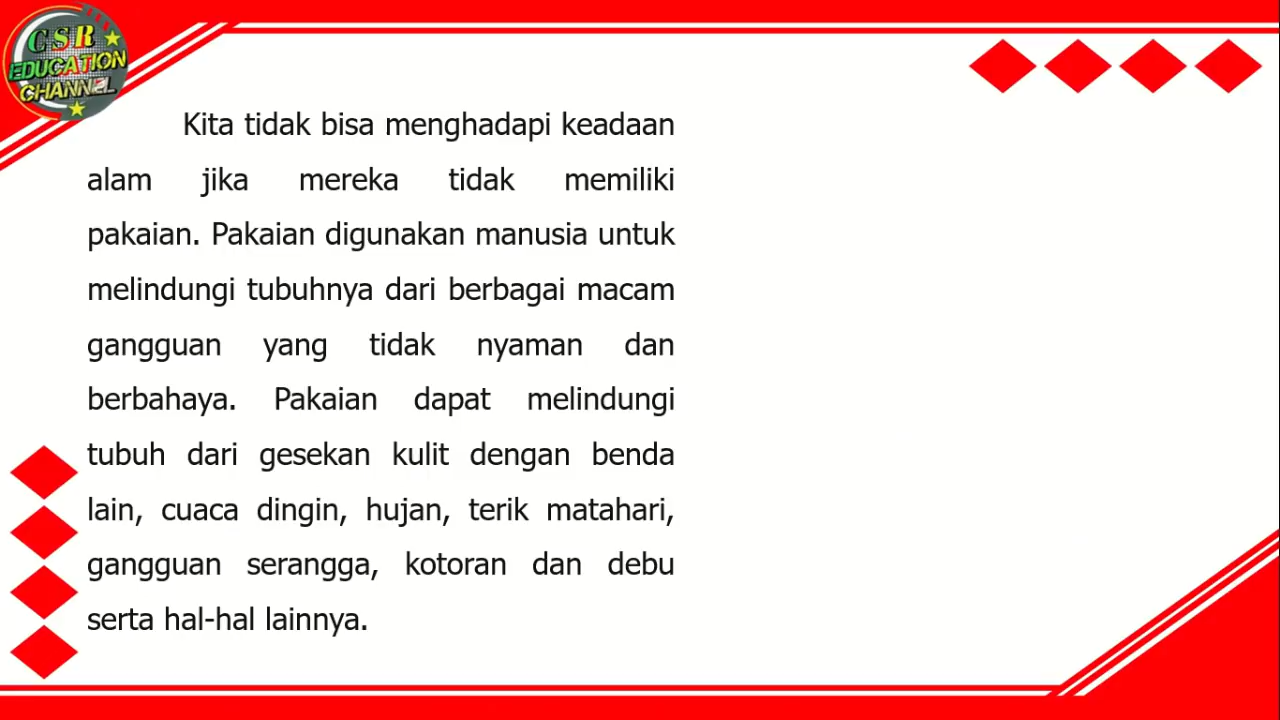 CSR
EDUCATION
CHANNEL
Kita tidak bisa menghadapi keadaan
alam jika mereka tidak memiliki
pakaian. Pakaian digunakan manusia untuk
melindungi tubuhnya dari berbagai macam
gangguan yang tidak nyaman dan
berbahaya. Pakaian dapat melindungi
tubuh dari gesekan kulit dengan benda
lain, cuaca dingin, hujan, terik matahari,
gangguan serangga, kotoran dan debu
serta hal-hal lainnya.